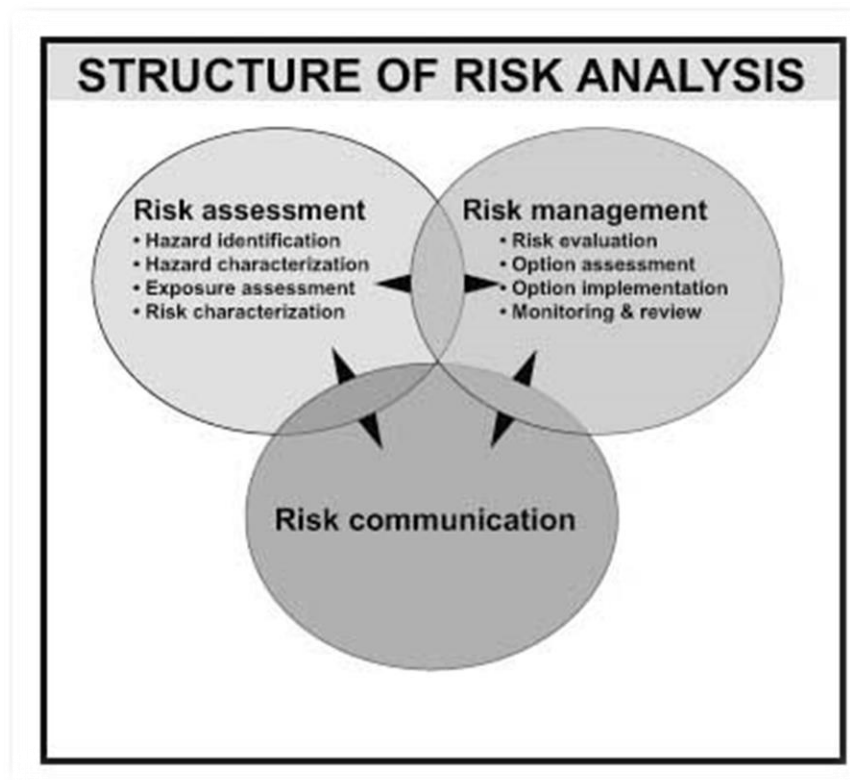 STRUCTURE OF RISK ANALYSIS
Risk assessment
• Hazard identification
• Hazard characterization
• Exposure assessment
• Risk characterization
Risk management
• Risk evaluation
• Option assessment
• Option implementation
• Monitoring & review
Risk communication